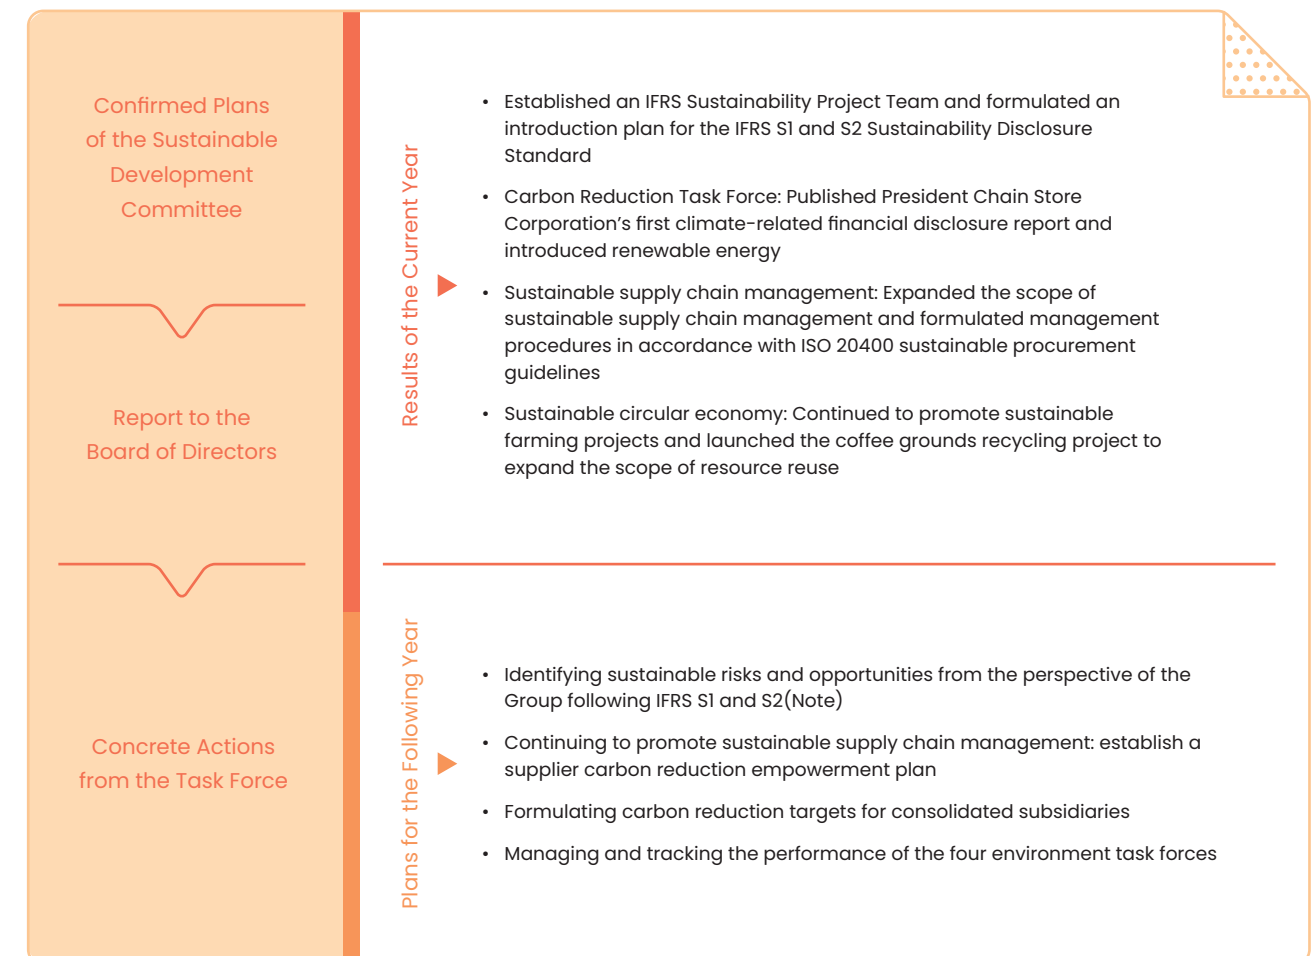 Confirmed Plans
of the Sustainable
Development
Committee
Report to the
Board of Directors
Concrete Actions
from the Task Force
Results of the Current Year
• Established an IFRS Sustainability Project Team and formulated an
introduction plan for the IFRS S1 and S2 Sustainability Disclosure
Standard
• Carbon Reduction Task Force: Published President Chain Store
Corporation’s first climate-related financial disclosure report and
introduced renewable energy
• Sustainable supply chain management: Expanded the scope of
sustainable supply chain management and formulated management
procedures in accordance with ISO 20400 sustainable procurement
guidelines
• Sustainable circular economy: Continued to promote sustainable
farming projects and launched the coffee grounds recycling project to
expand the scope of resource reuse
Plans for the Following Year
• Identifying sustainable risks and opportunities from the perspective of the
Group following IFRS S1 and S2(Note)
• Continuing to promote sustainable supply chain management: establish a
supplier carbon reduction empowerment plan
• Formulating carbon reduction targets for consolidated subsidiaries
• Managing and tracking the performance of the four environment task forces